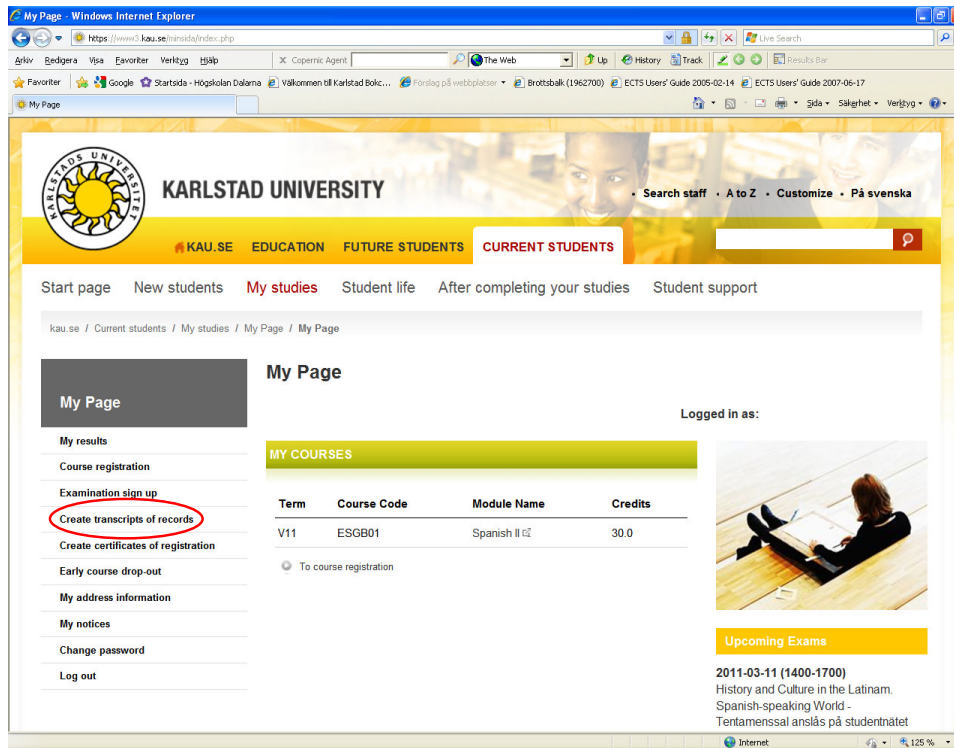 My Page - Windows Internet Explorer
https://www3.kau.se/minsida/index.php
Live Search
Arkiv Redigera Visa Favoriter Verktyg Hjälp
X Copernic Agent
The Web
Up
History
Track
Results Bar
Favoriter
Google
Startsida - Högskolan Dalarna
Välkommen till Karlstad Bokc...
Förslag på webbplatser
Brottsbalk (1962700)
ECTS Users' Guide 2005-02-14
ECTS Users' Guide 2007-06-17
My Page
Sida Säkerhet Verktyg
KARLSTADS UNIVERSITET
KARLSTAD UNIVERSITY
• Search staff • A to Z • Customize • På svenska
KAU.SE EDUCATION FUTURE STUDENTS CURRENT STUDENTS
Start page New students My studies Student life After completing your studies Student support
kau.se / Current students / My studies / My Page / My Page
My Page
My results
Course registration
Examination sign up
Create transcripts of records
Create certificates of registration
Early course drop-out
My address information
My notices
Change password
Log out
My Page
Logged in as:
MY COURSES
Term Course Code Module Name Credits
V11 ESGB01 Spanish II 30.0
To course registration
Upcoming Exams
2011-03-11 (1400-1700)
History and Culture in the Latinam.
Spanish-speaking World -
Tentamenssal anslås på studentnätet
Internet
125 %